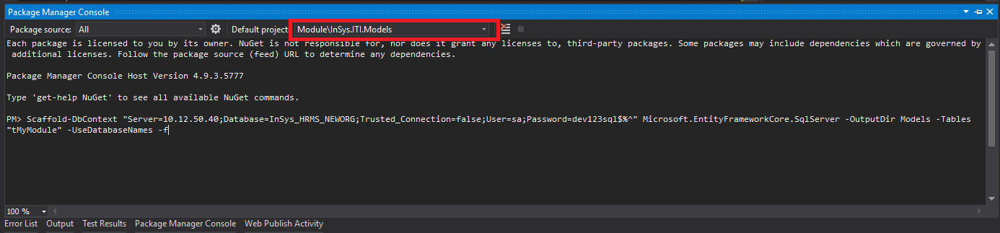 Package Manager Console
Package source: All Default project: Module\InSys.ITI.Models
Each package is licensed to you by its owner. NuGet is not responsible for, nor does it grant any licenses to, third-party packages. Some packages may include dependencies which are governed by
additional licenses. Follow the package source (feed) URL to determine any dependencies.
Package Manager Console Host Version 4.9.3.5777
Type 'get-help NuGet' to see all available NuGet commands.
PM> Scaffold-DbContext "Server=10.12.50.40;Database=InSys_HRMS_NEWORG;Trusted_Connection=false;User=sa;Password=dev123sql$%^" Microsoft.EntityFrameworkCore.SqlServer -OutputDir Models -Tables
"tMyModule" -UseDatabaseNames -f
100 %
Error List Output Test Results Package Manager Console Web Publish Activity